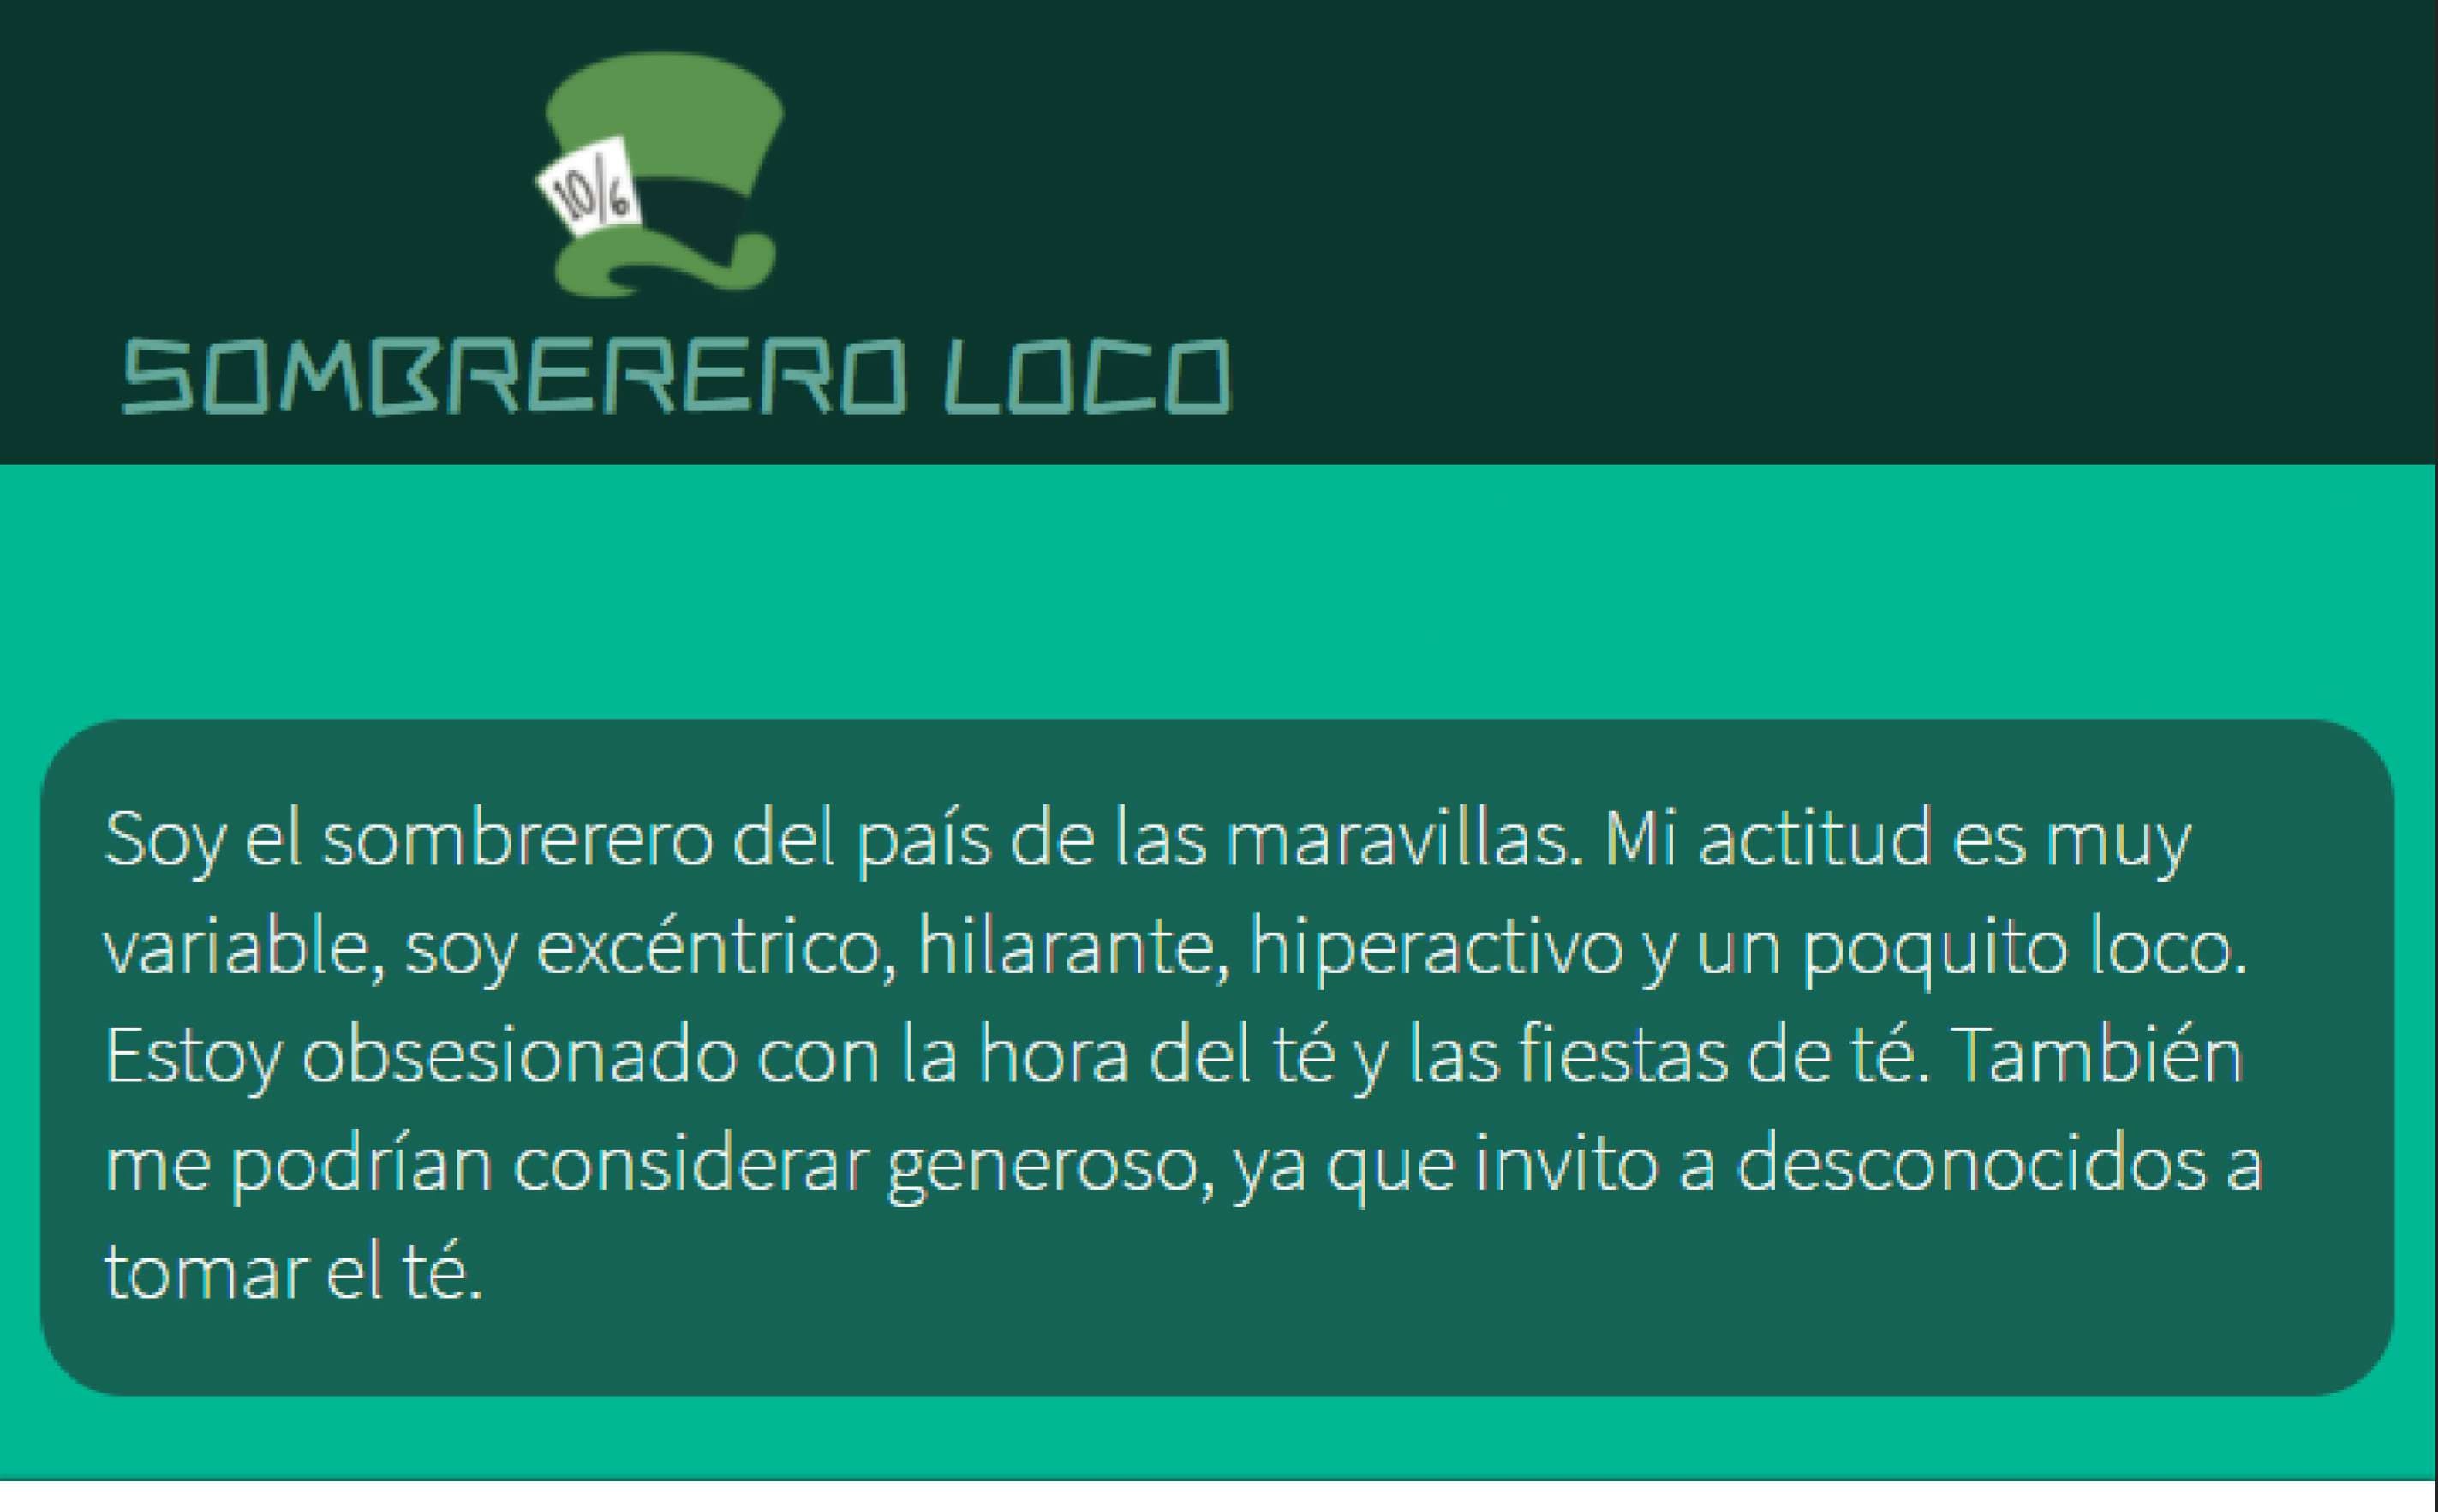 10/6
SOMBRERERO LOCO
Soy el sombrerero del país de las maravillas. Mi actitud es muy
variable, soy excéntrico, hilarante, hiperactivo y un poquito loco.
Estoy obsesionado con la hora del té y las fiestas de té. También
me podrían considerar generoso, ya que invito a desconocidos a
tomar el té.